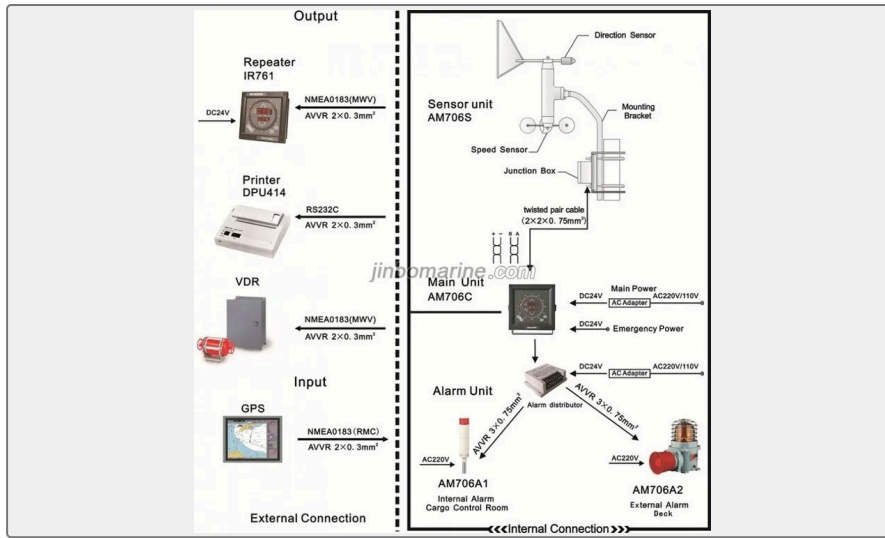 Output
Repeater
IR761
DC24V
NMEA0183(MWV)
AVVR 2×0. 3mm²
Printer
DPU414
RS232C
AVVR 2×0. 3mm²
VDR
NMEA0183(MWV)
AVVR 2×0. 3mm²
Input
GPS
NMEA0183(RMC)
AVVR 2×0. 3mm²
External Connection
Direction Sensor
Sensor unit
AM706S
Mounting
Bracket
Speed Sensor
Junction Box
twisted pair cable
(2×2×0. 75mm²)
+ − B A
jinbomarine.com
Main Unit
AM706C
Main Power
DC24V
AC Adapter
AC220V/110V
DC24V
Emergency Power
DC24V
AC Adapter
AC220V/110V
Alarm Unit
Alarm distributor
AVVR 3×0. 75mm²
AVVR 3×0. 75mm²
AC220V
AM706A1
Internal Alarm
Cargo Control Room
AC220V
AM706A2
External Alarm
Deck
<<<Internal Connection>>>